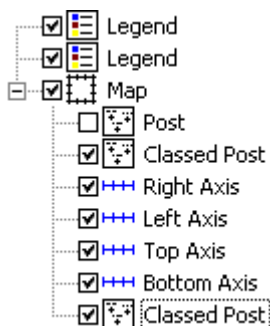 Legend
Legend
Map
Post
Classed Post
Right Axis
Left Axis
Top Axis
Bottom Axis
Classed Post